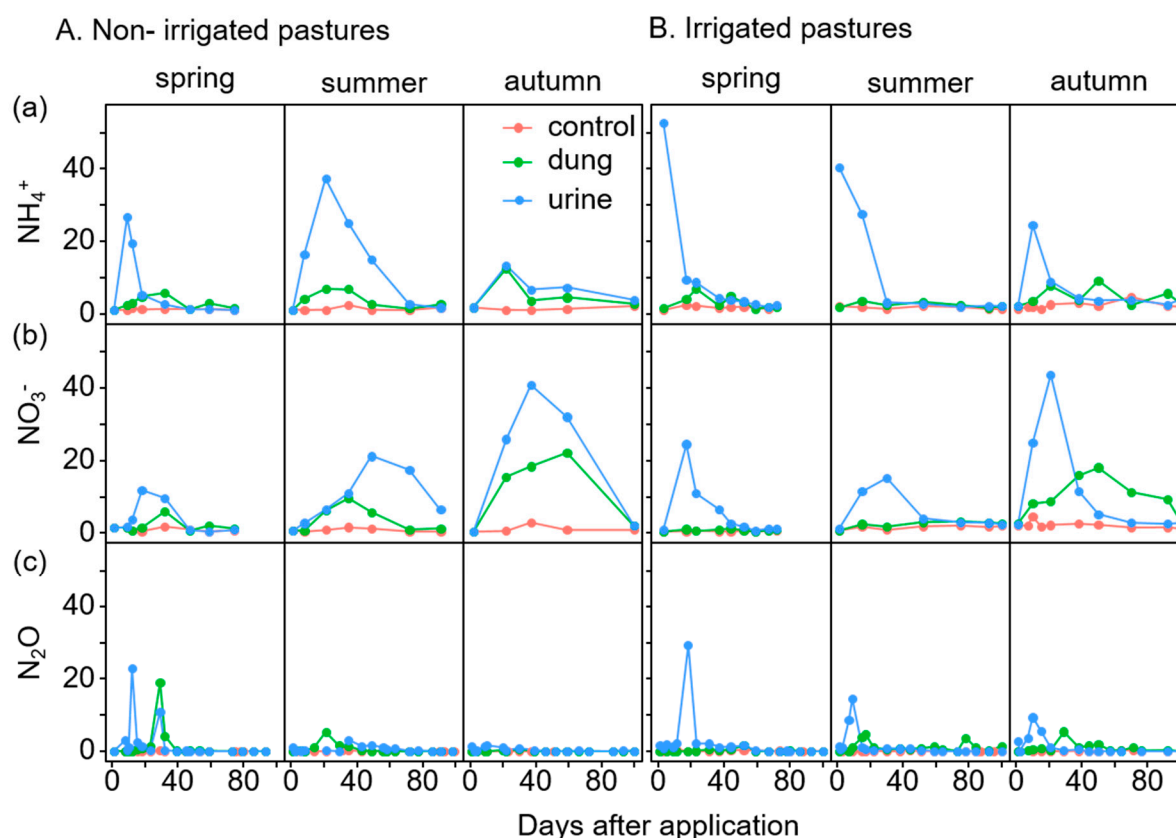 A. Non- irrigated pastures B. Irrigated pastures
spring summer autumn spring summer autumn
(a)
control
dung
urine
NH₄⁺
40
20
0
(b)
NO₃⁻
40
20
0
(c)
N₂O
40
20
0
0 40 80 0 40 80 0 40 80 0 40 80 0 40 80 0 40 80
Days after application